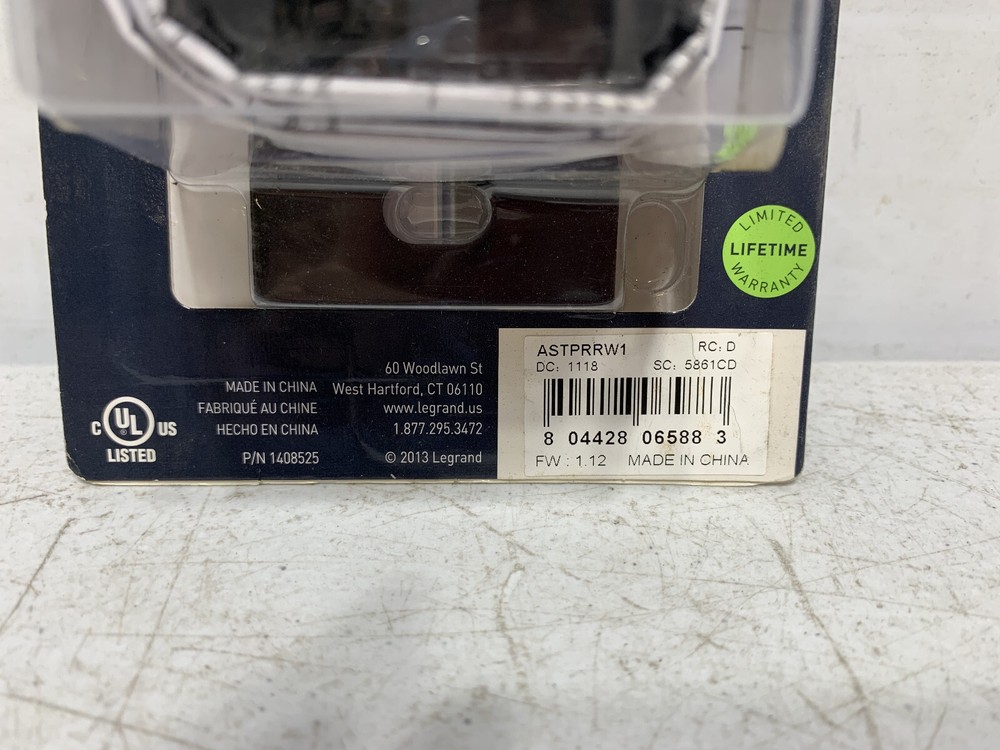 LIMITED
LIFETIME
WARRANTY
ASTPRRW1 RC: D
DC: 1118 SC: 5861CD
8 04428 06588 3
FW : 1.12 MADE IN CHINA
60 Woodlawn St
MADE IN CHINA West Hartford, CT 06110
FABRIQUÉ AU CHINE www.legrand.us
HECHO EN CHINA 1.877.295.3472
P/N 1408525 © 2013 Legrand
C UL US
®
LISTED